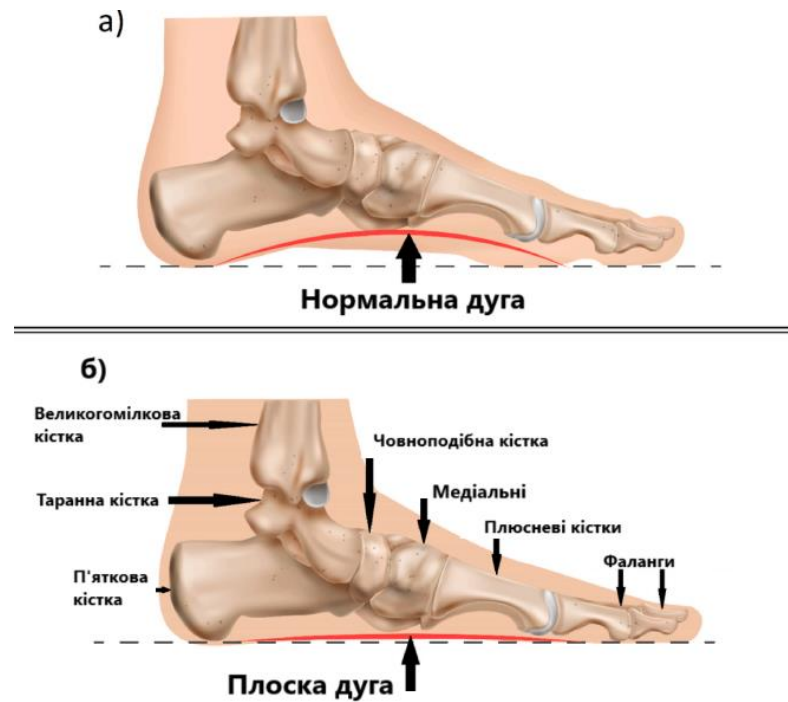 а)
Нормальна дуга
б)
Великогомілкова
кістка
Човноподібна кістка
Таранна кістка
Медіальні
Плюсневі кістки
Фаланги
П'яткова
кістка
Плоска дуга